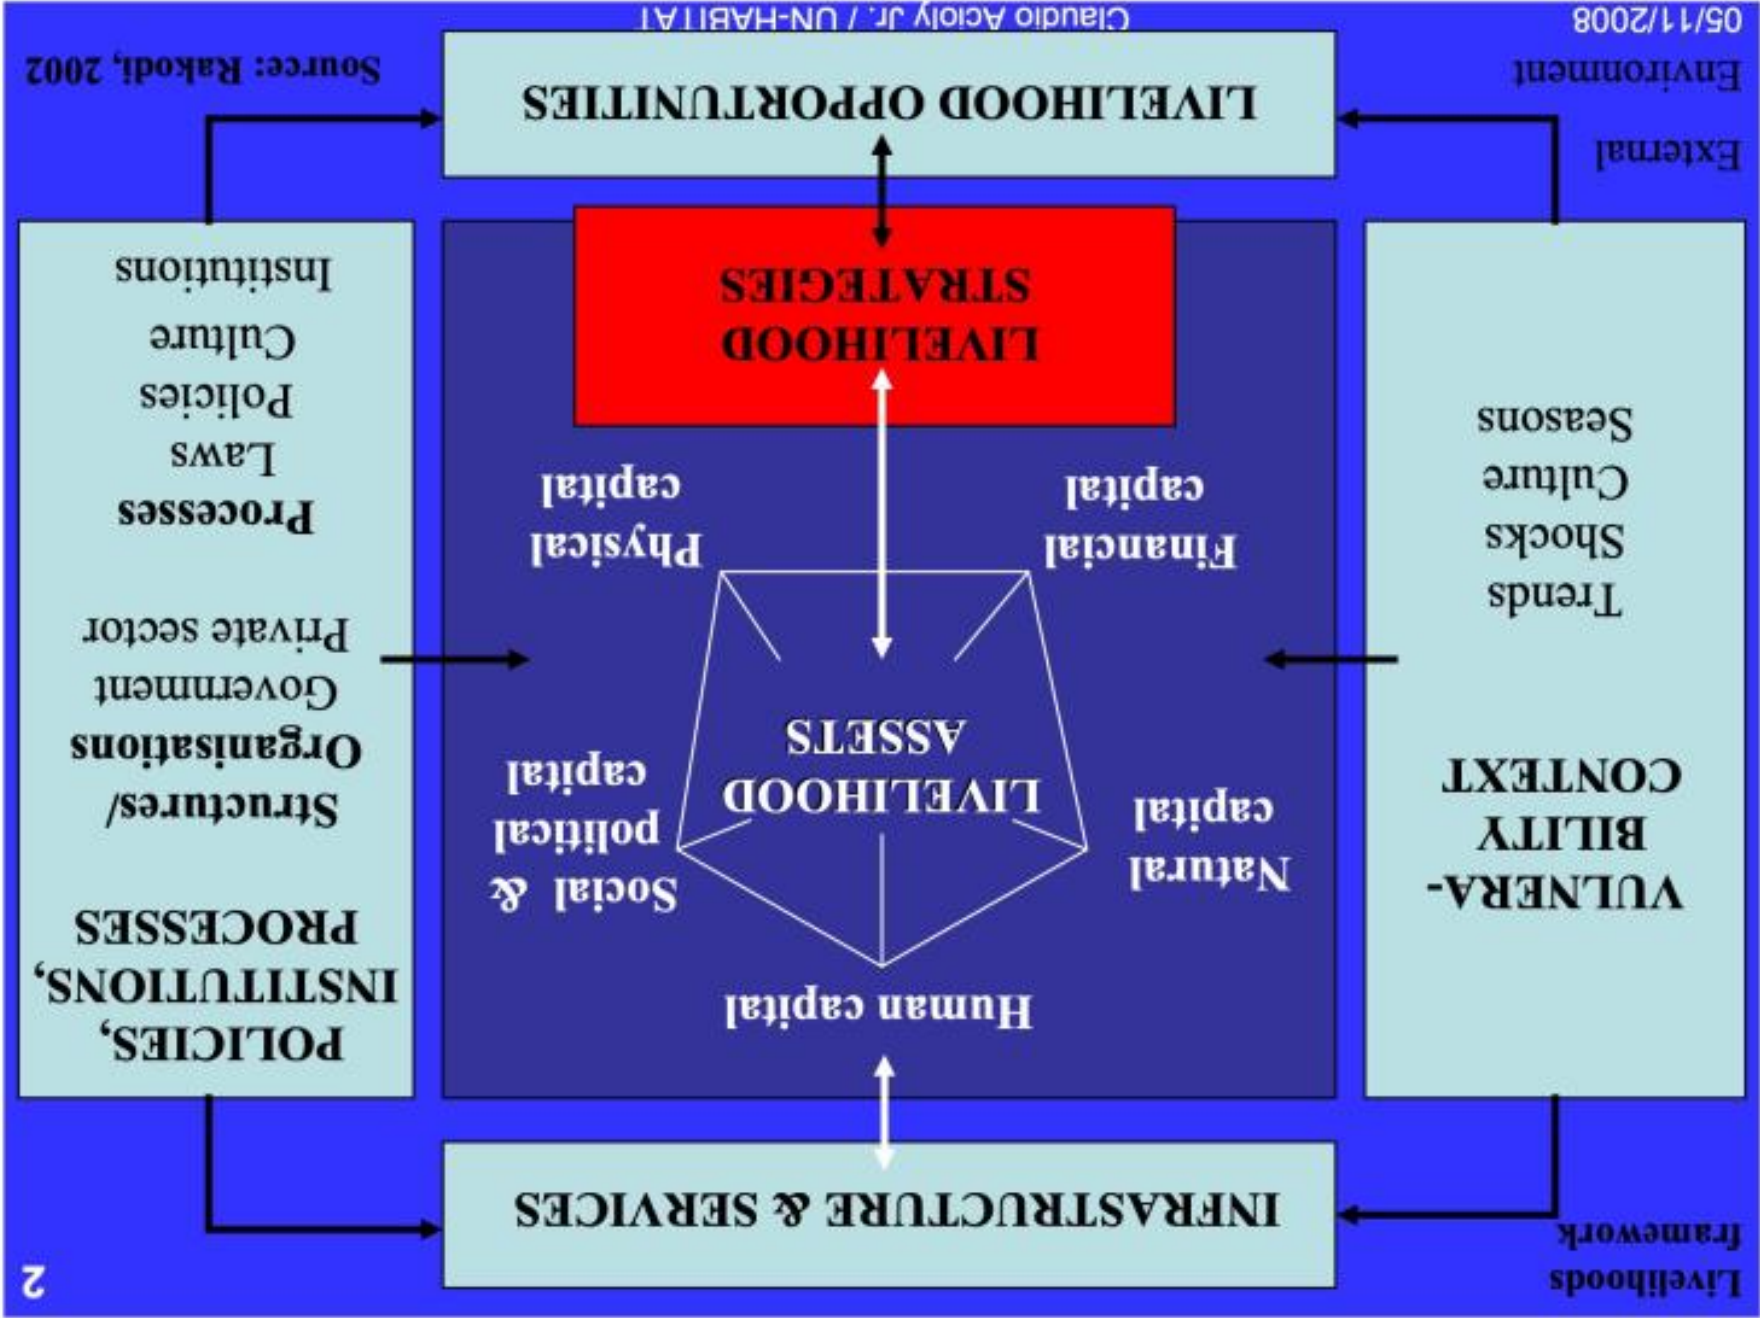 Livelihoods
framework
2
INFRASTRUCTURE & SERVICES
VULNERA-
BILITY
CONTEXT
Trends
Shocks
Culture
Seasons
Human capital
Natural
capital
Social &
political
capital
LIVELIHOOD
ASSETS
Financial
capital
Physical
capital
LIVELIHOOD
STRATEGIES
POLICIES,
INSTITUTIONS,
PROCESSES
Structures/
Organisations
Government
Private sector
Processes
Laws
Policies
Culture
Institutions
External
Environment
LIVELIHOOD OPPORTUNITIES
Source: Rakodi, 2002
05/11/2008
Claudio Acioly Jr. / UN-HABITAT